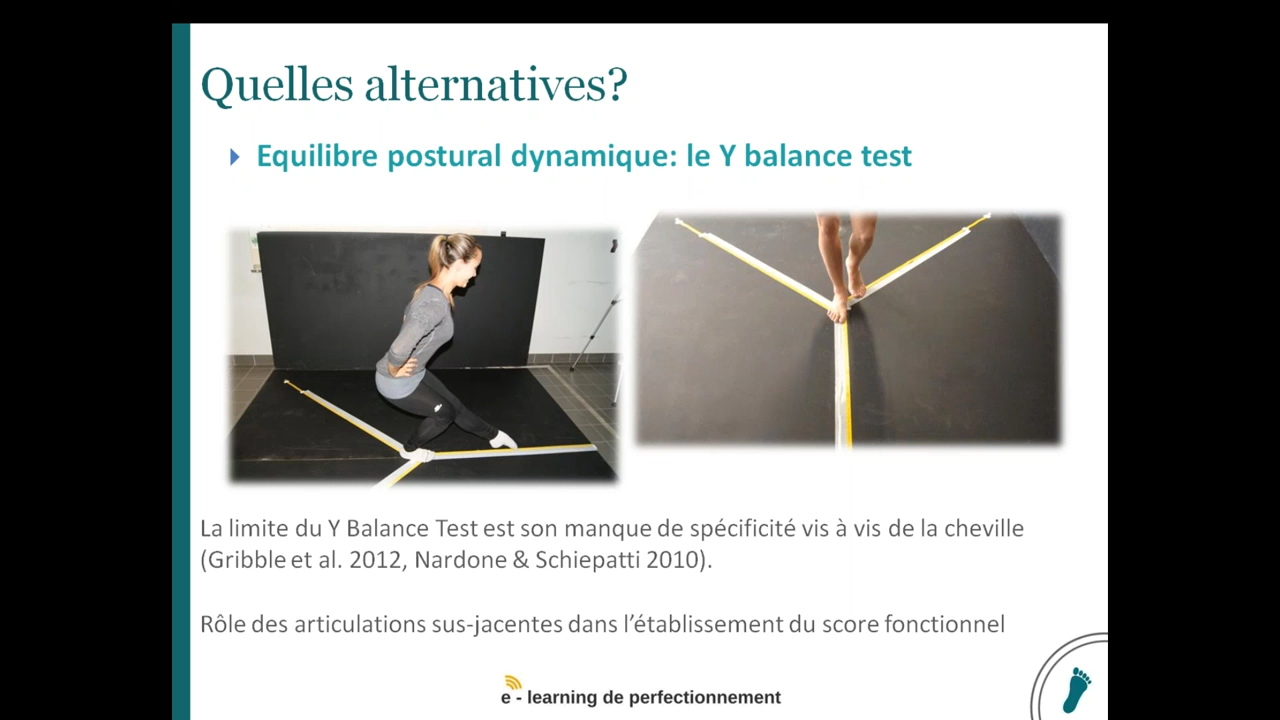 Quelles alternatives?
Equilibre postural dynamique: le Y balance test
La limite du Y Balance Test est son manque de spécificité vis à vis de la cheville
(Gribble et al. 2012, Nardone & Schiepatti 2010).
Rôle des articulations sus-jacentes dans l’établissement du score fonctionnel
e - learning de perfectionnement